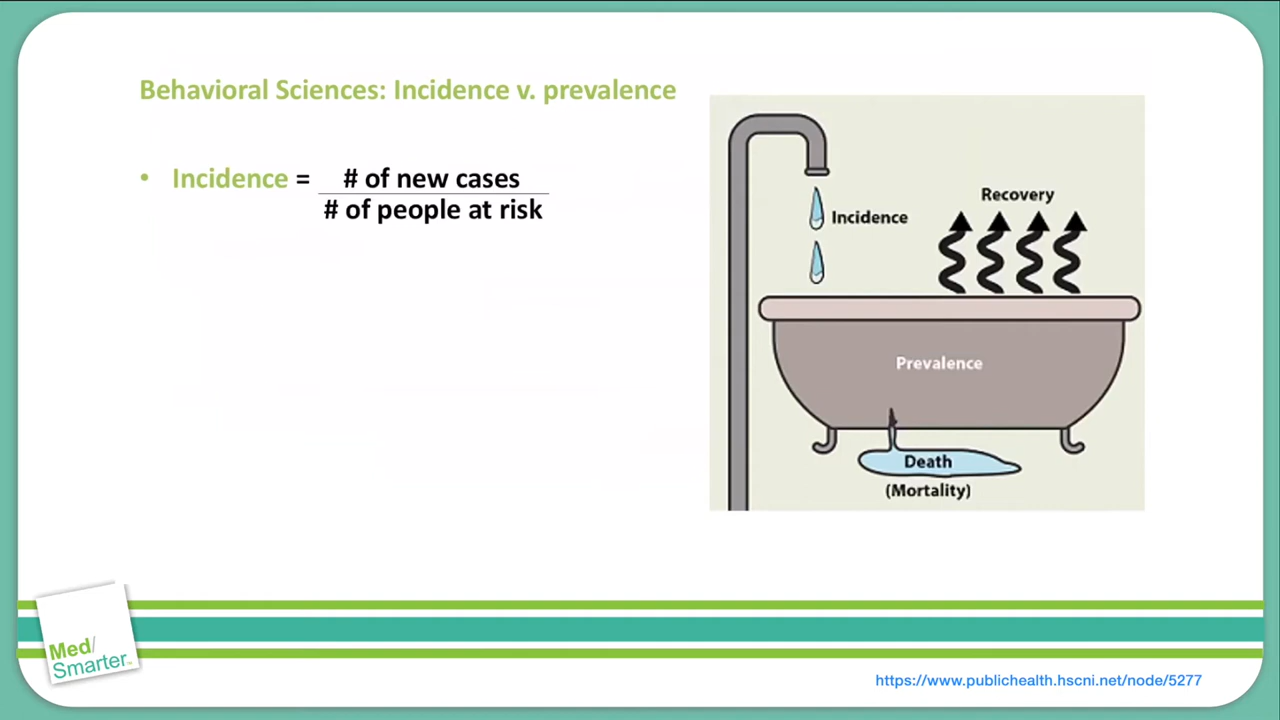 Behavioral Sciences: Incidence v. prevalence
• Incidence = # of new cases
# of people at risk
Incidence
Recovery
Prevalence
Death
(Mortality)
Med/
Smarter™
https://www.publichealth.hscni.net/node/5277